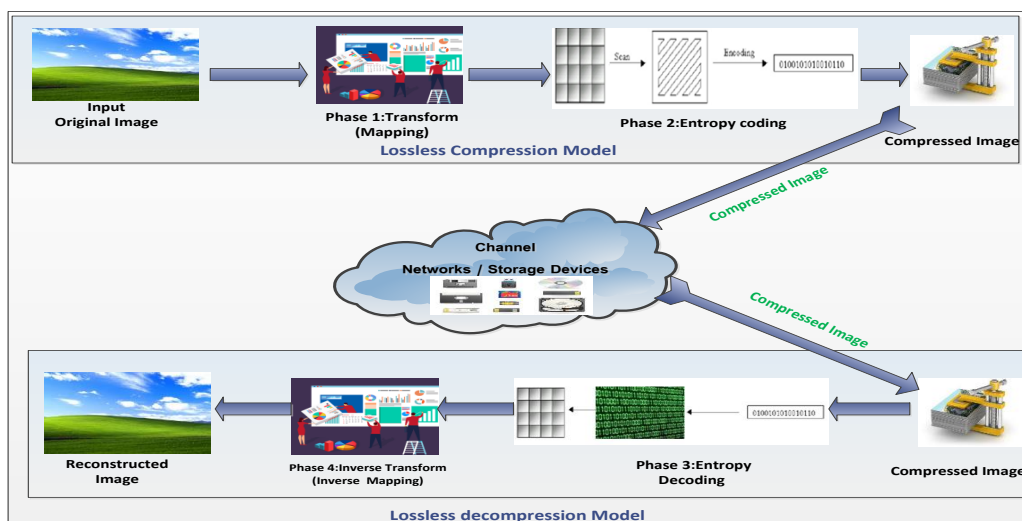 Input
Original Image
Phase 1:Transform
(Mapping)
Scan
Encoding
0100101010010110
Phase 2:Entropy coding
Compressed Image
Lossless Compression Model
Compressed Image
Channel
Networks / Storage Devices
Compressed Image
Reconstructed
Image
Phase 4:Inverse Transform
(Inverse Mapping)
0100101010010110
Phase 3:Entropy
Decoding
Compressed Image
Lossless decompression Model